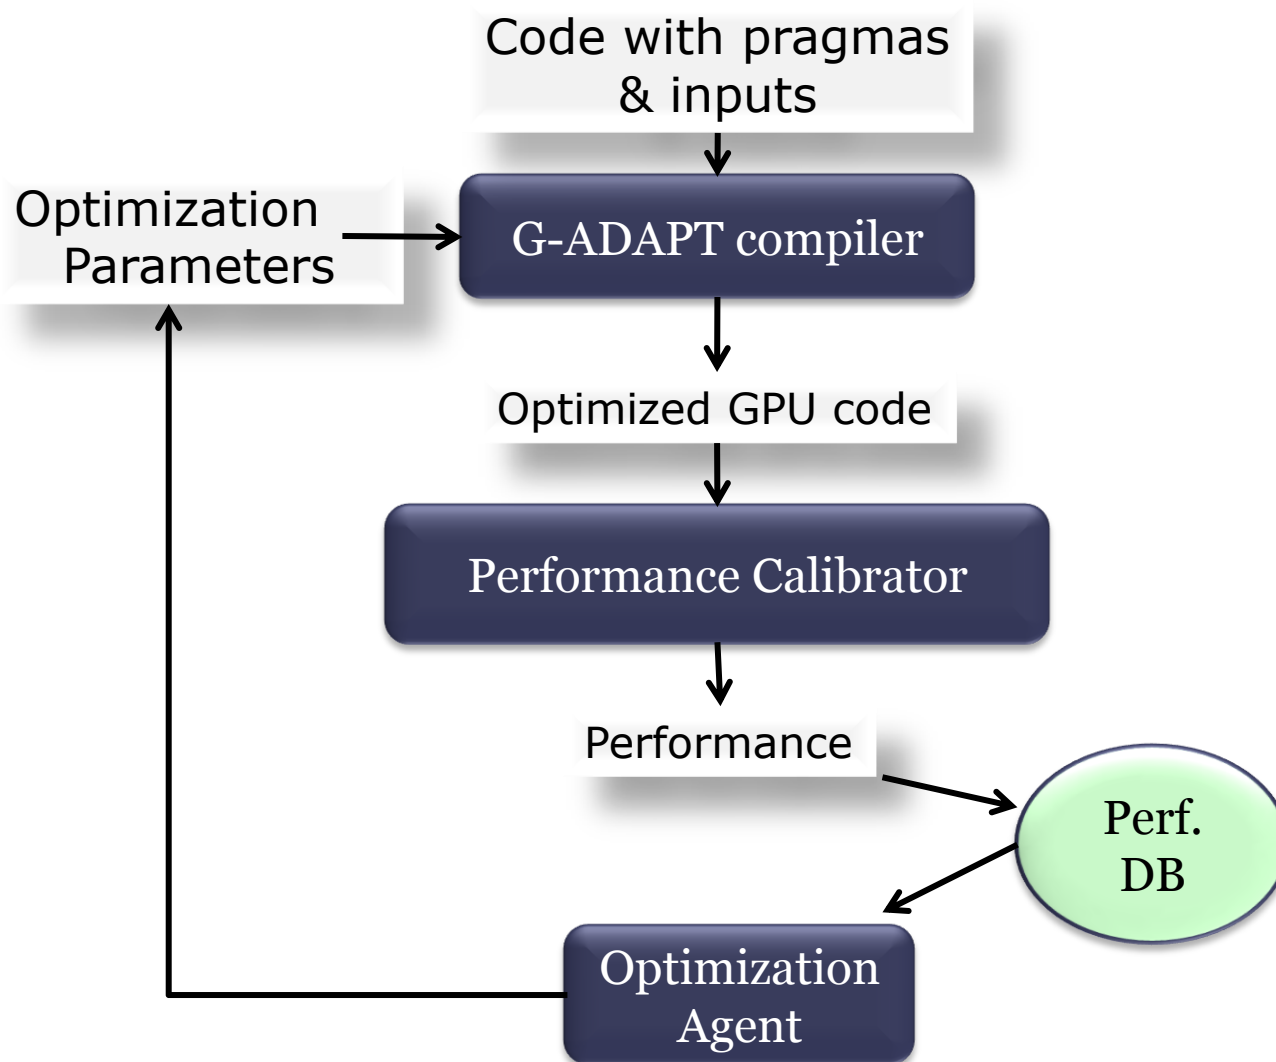 Code with pragmas
& inputs
Optimization
Parameters
G-ADAPT compiler
Optimized GPU code
Performance Calibrator
Performance
Perf.
DB
Optimization
Agent